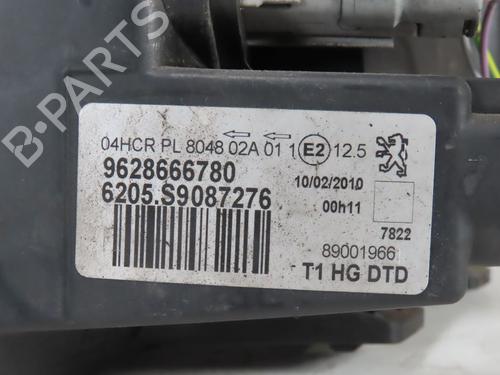 B-PARTS
04HCR PL 8048 02A 01 1 E2 12.5
9628666780
6205.S9087276
10/02/2010
00h11
7822
89001966
T1 HG DTD